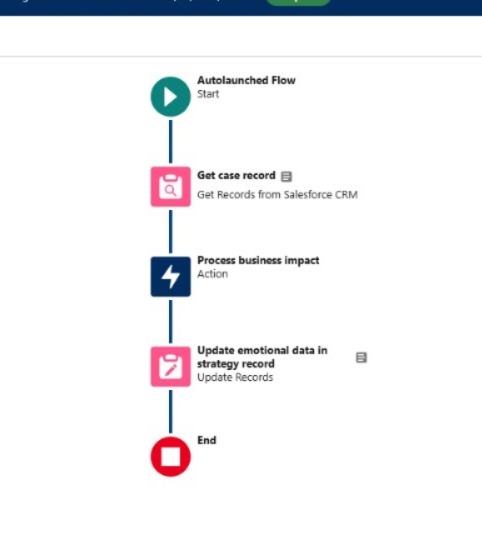 Autolaunched Flow
Start
Get case record
Get Records from Salesforce CRM
Process business impact
Action
Update emotional data in
strategy record
Update Records
End